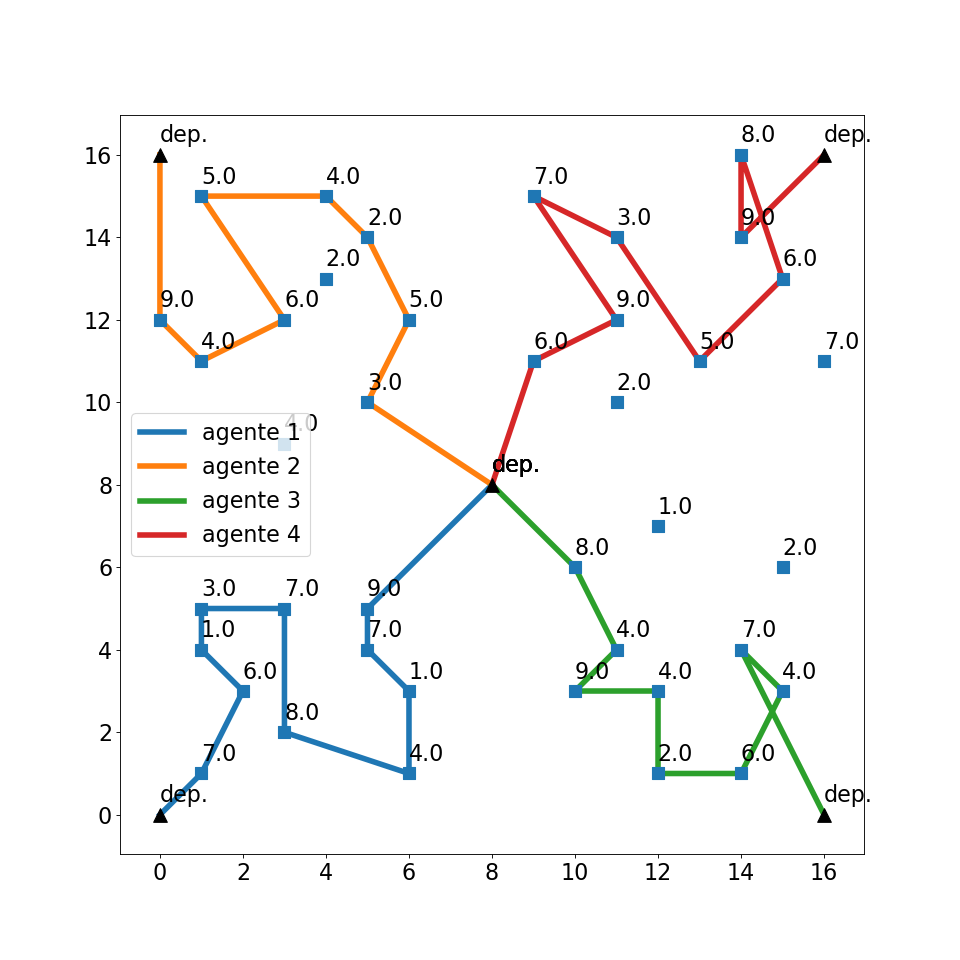 8.0
dep. dep.
16
5.0 4.0 7.0
2.0 3.0 9.0
14
2.0 6.0
9.0 6.0 5.0 9.0
12
4.0 6.0 5.0 7.0
3.0 2.0
10
4.0
agente 1
agente 2
agente 3
agente 4
dep.
dep.
8
1.0
8.0 2.0
6
3.0 7.0 9.0
1.0 7.0 4.0 7.0
4
6.0 1.0 9.0 4.0 4.0
8.0
2
7.0 4.0 2.0 6.0
dep. dep.
0
0 2 4 6 8 10 12 14 16